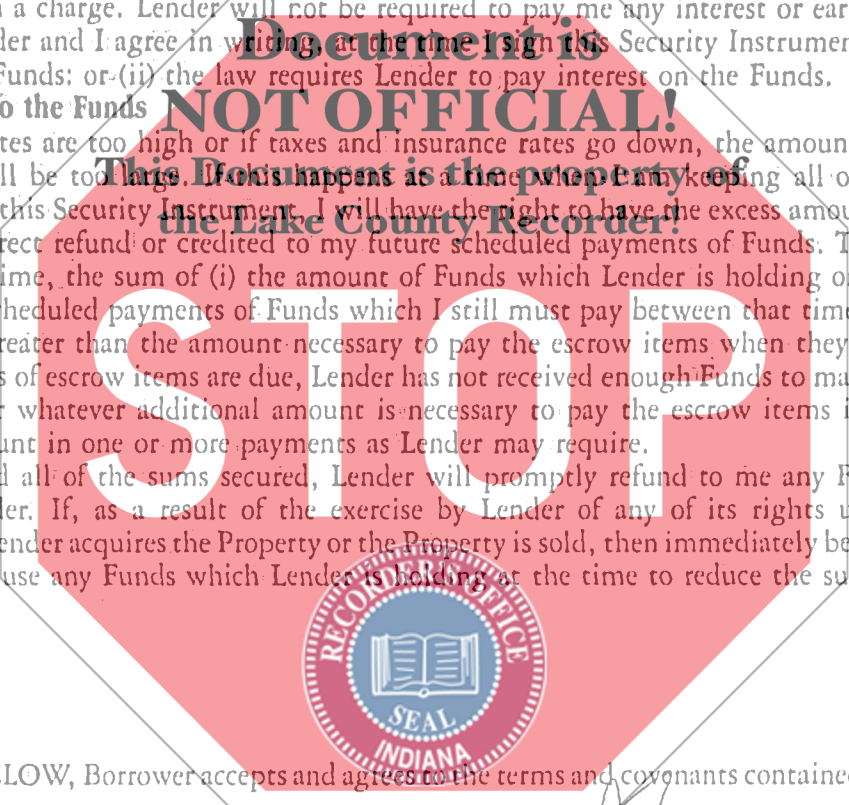 a charge. Lender will not be required to pay me any interest or ear
der and I agree in writing, at the time I sign this Security Instrumen
Document is
Funds: or (ii) the law requires Lender to pay interest on the Funds.
o the Funds
NOT OFFICIAL!
tes are too high or if taxes and insurance rates go down, the amoun
ll be too large. If this happens at a time when I am keeping all o
This Document is the property of
this Security Instrument, I will have the right to have the excess amou
the Lake County Recorder!
rect refund or credited to my future scheduled payments of Funds. T
ime, the sum of (i) the amount of Funds which Lender is holding o
heduled payments of Funds which I still must pay between that time
reater than the amount necessary to pay the escrow items when they
s of escrow items are due, Lender has not received enough Funds to ma
r whatever additional amount is necessary to pay the escrow items i
unt in one or more payments as Lender may require.
STOP
d all of the sums secured, Lender will promptly refund to me any F
der. If, as a result of the exercise by Lender of any of its rights u
ender acquires the Property or the Property is sold, then immediately be
use any Funds which Lender is holding at the time to reduce the su
RECORDER'S OFFICE
SEAL
INDIANA
LOW, Borrower accepts and agrees to the terms and covenants contained